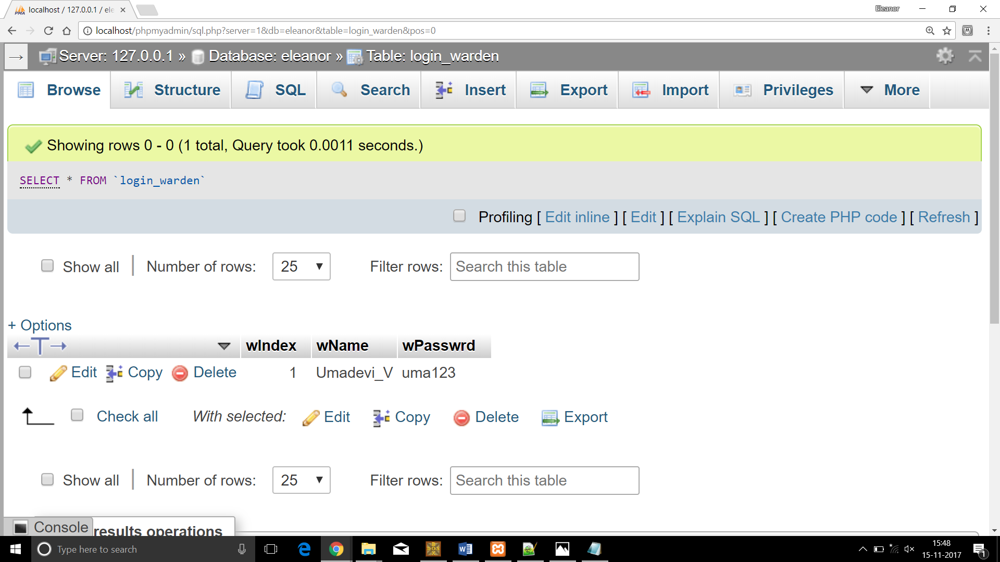 localhost / 127.0.0.1 / ele
Eleanor
localhost/phpmyadmin/sql.php?server=1&db=eleanor&table=login_warden&pos=0
Server: 127.0.0.1 » Database: eleanor » Table: login_warden
Browse Structure SQL Search Insert Export Import Privileges More
Showing rows 0 - 0 (1 total, Query took 0.0011 seconds.)
SELECT * FROM `login_warden`
Profiling [ Edit inline ] [ Edit ] [ Explain SQL ] [ Create PHP code ] [ Refresh ]
Show all Number of rows: 25 Filter rows: Search this table
+ Options
←T→ wIndex wName wPasswrd
Edit Copy Delete 1 Umadevi_V uma123
Check all With selected: Edit Copy Delete Export
Show all Number of rows: 25 Filter rows: Search this table
Console results operations
Type here to search
15:48
15-11-2017
1